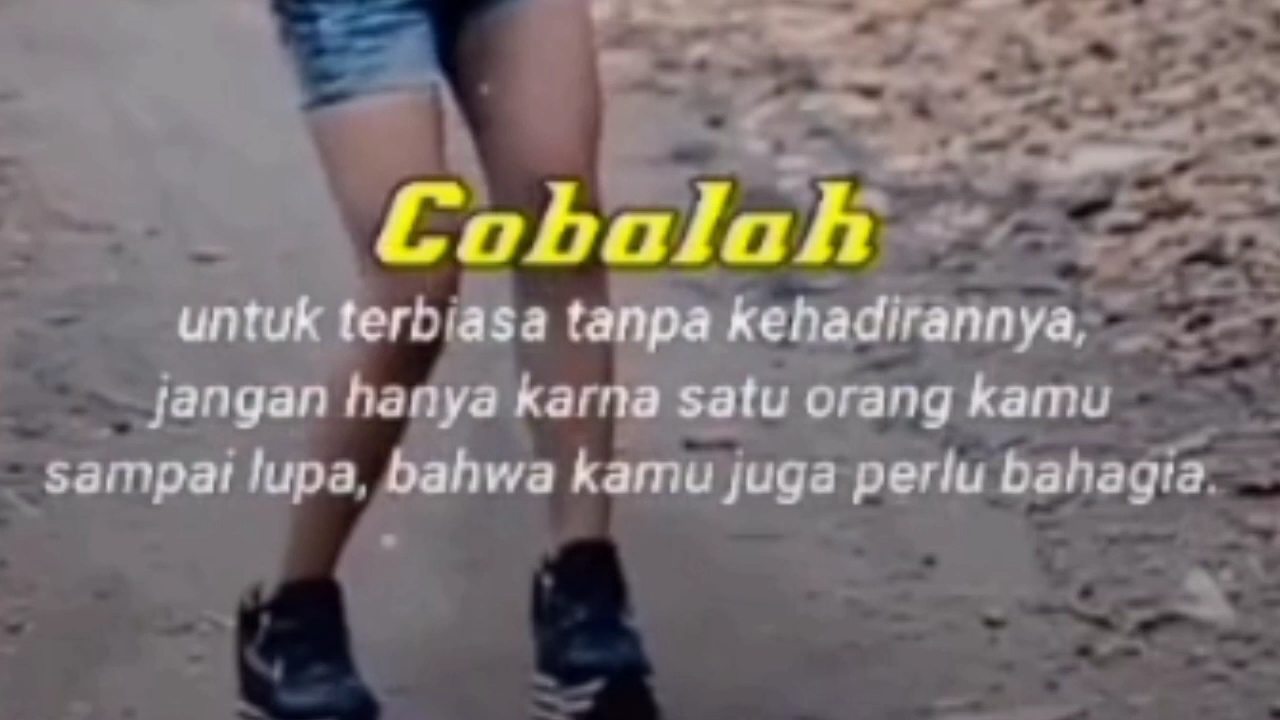 Cobalah
untuk terbiasa tanpa kehadirannya,
jangan hanya karna satu orang kamu
sampai lupa, bahwa kamu juga perlu bahagia.